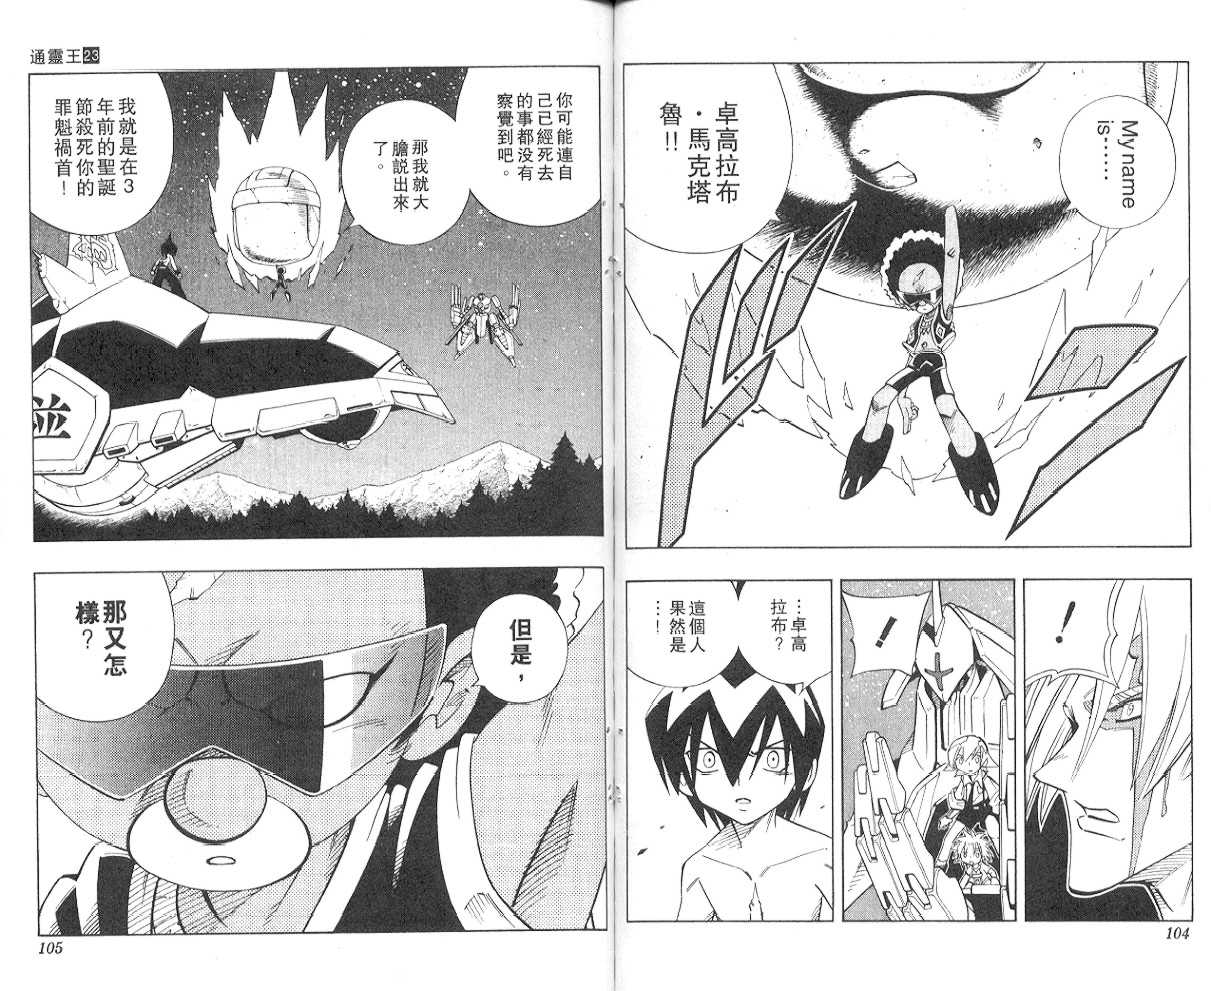 104
My name
is……
卓高拉布
・馬克塔
魯!!
!
!
…卓高
拉布?
這個人
果然是
…!
通靈王23
你可能連自
己已經死去
的事都没有
察覺到吧。
那我就大
膽説出來
了。
我就是在3
年前的聖誕
節殺死你的
罪魁禍首!
並
但是,
那又怎
樣?
105